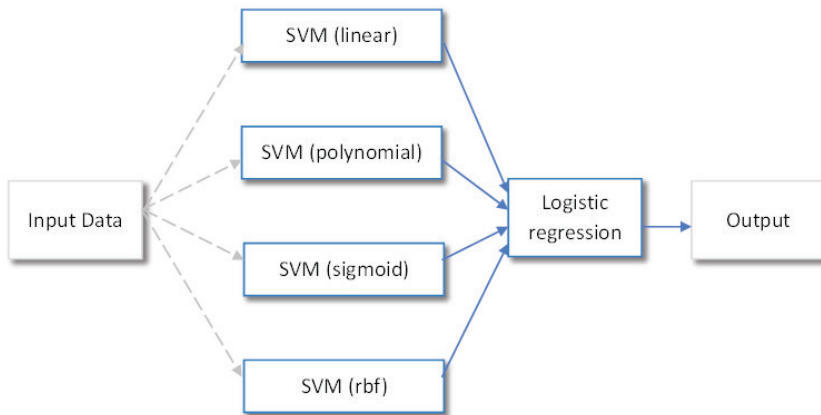 SVM (linear)
SVM (polynomial)
Input Data
Logistic
regression
Output
SVM (sigmoid)
SVM (rbf)